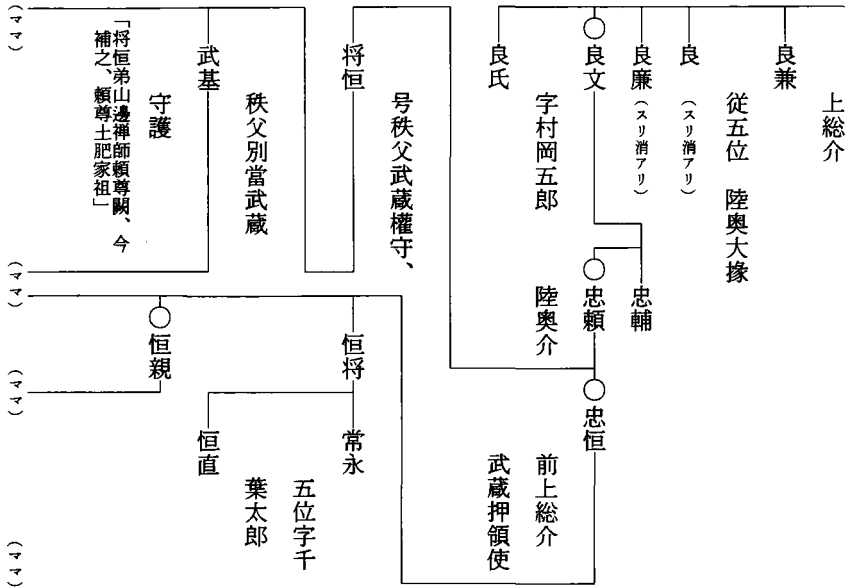 上総介
良兼
従五位 陸奥大掾
良（スリ消アリ）
良廉（スリ消アリ）
良文
字村岡五郎
良氏
忠輔
忠頼
陸奥介
忠恒
前上総介
武蔵押領使
号秩父武蔵權守、
将恒
秩父別當武蔵
武基
守護
「将恒弟山邊禅師頼尊闕、今
補之、頼尊土肥家祖」
（ママ）
（ママ）
恒将
常永
五位字千
葉太郎
恒直
恒親
（ママ）
（ママ）